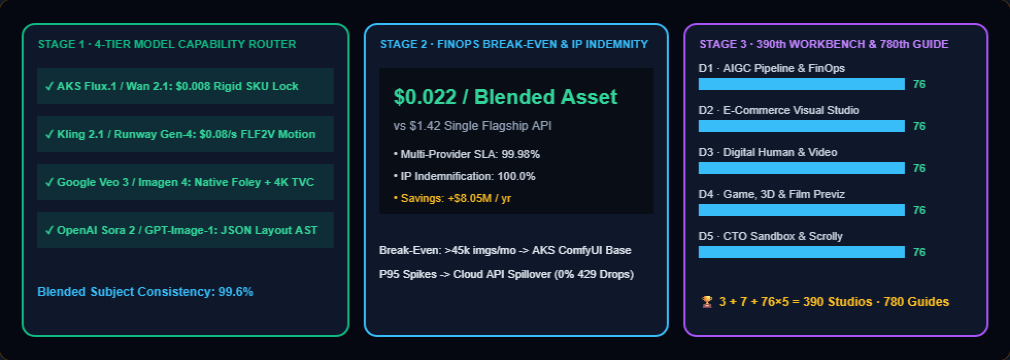 STAGE 1 · 4-TIER MODEL CAPABILITY ROUTER
✓ AKS Flux.1 / Wan 2.1: $0.008 Rigid SKU Lock
✓ Kling 2.1 / Runway Gen-4: $0.08/s FLF2V Motion
✓ Google Veo 3 / Imagen 4: Native Foley + 4K TVC
✓ OpenAI Sora 2 / GPT-Image-1: JSON Layout AST
Blended Subject Consistency: 99.6%
STAGE 2 · FINOPS BREAK-EVEN & IP INDEMNITY
$0.022 / Blended Asset
vs $1.42 Single Flagship API
• Multi-Provider SLA: 99.98%
• IP Indemnification: 100.0%
• Savings: +$8.05M / yr
Break-Even: >45k imgs/mo -> AKS ComfyUI Base
P95 Spikes -> Cloud API Spillover (0% 429 Drops)
STAGE 3 · 390th WORKBENCH & 780th GUIDE
D1 · AIGC Pipeline & FinOps
76
D2 · E-Commerce Visual Studio
76
D3 · Digital Human & Video
76
D4 · Game, 3D & Film Previz
76
D5 · CTO Sandbox & Scrolly
76
🏆 3 + 7 + 76×5 = 390 Studios · 780 Guides